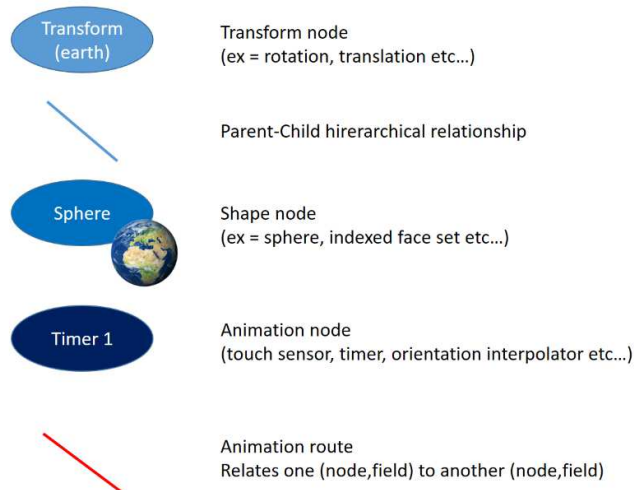 Transform
(earth)
Transform node
(ex = rotation, translation etc…)
Parent-Child hirerarchical relationship
Sphere
Shape node
(ex = sphere, indexed face set etc…)
Timer 1
Animation node
(touch sensor, timer, orientation interpolator etc…)
Animation route
Relates one (node,field) to another (node,field)